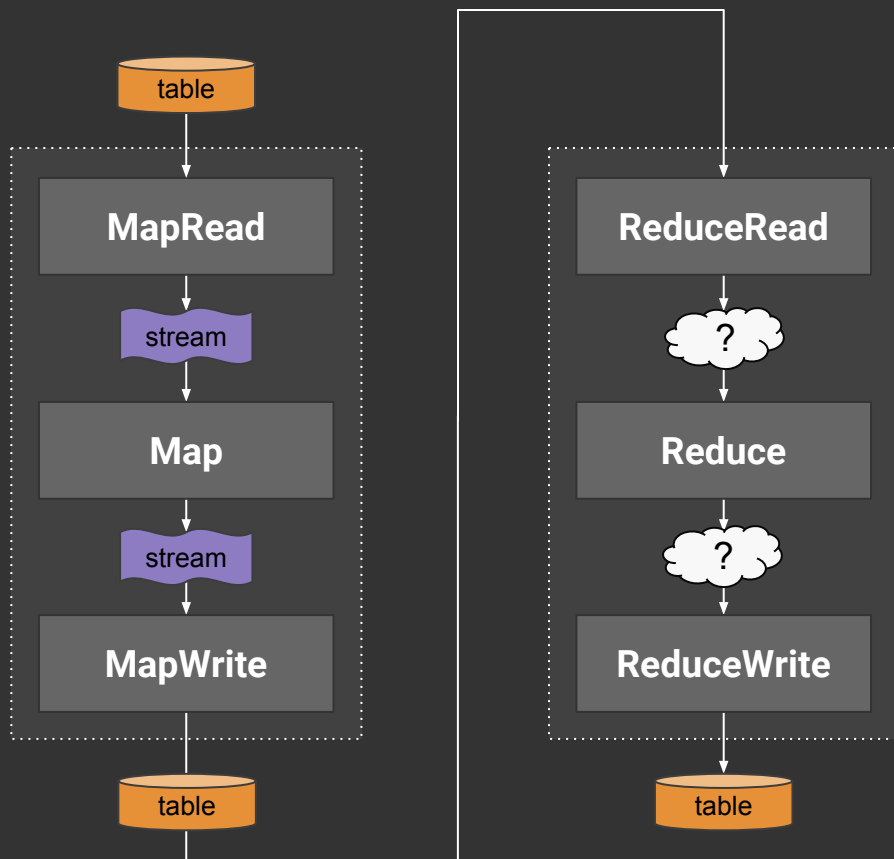 table
MapRead
stream
Map
stream
MapWrite
table
ReduceRead
?
Reduce
?
ReduceWrite
table